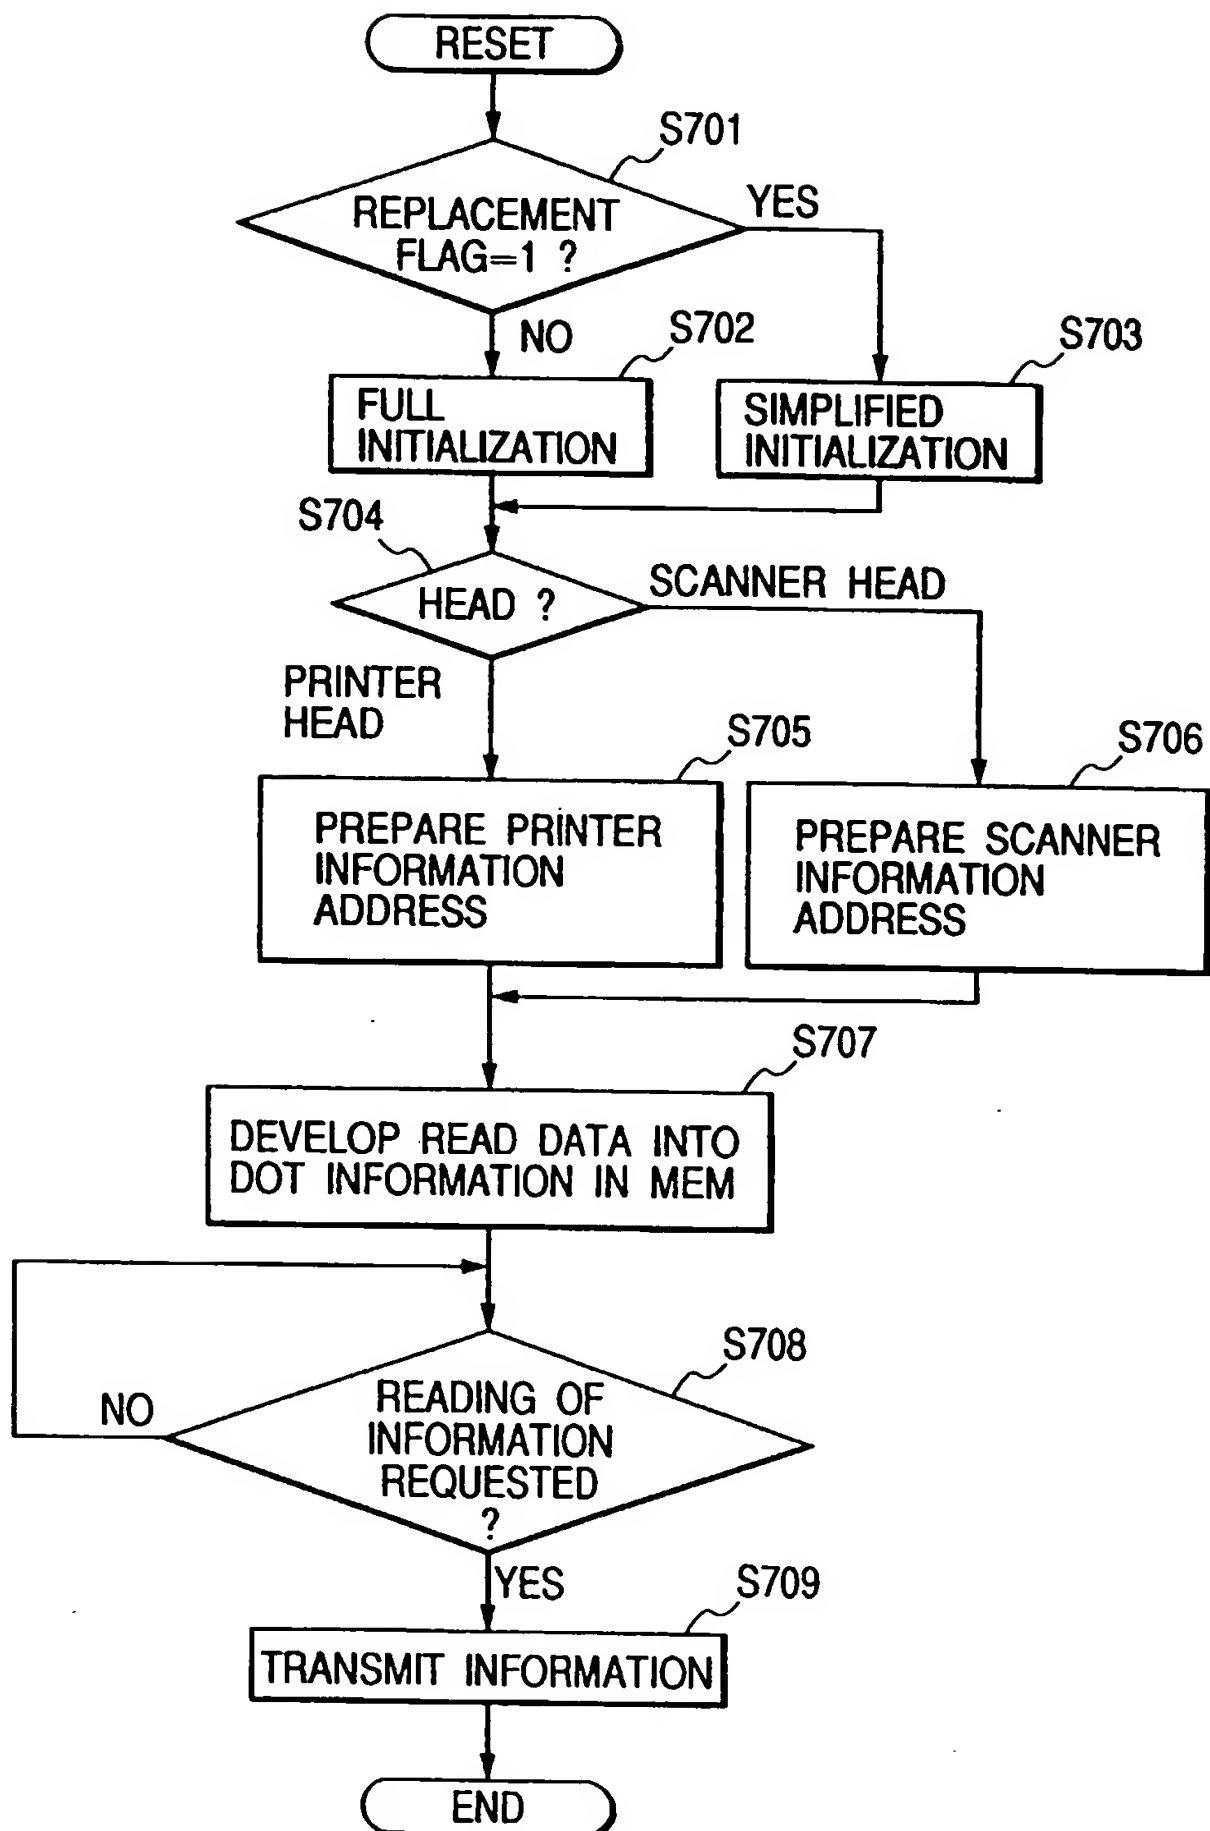 RESET
S701
REPLACEMENT
FLAG=1 ?
YES
NO
S702
S703
FULL
INITIALIZATION
SIMPLIFIED
INITIALIZATION
S704
HEAD ?
SCANNER HEAD
PRINTER
HEAD
S705
S706
PREPARE PRINTER
INFORMATION
ADDRESS
PREPARE SCANNER
INFORMATION
ADDRESS
S707
DEVELOP READ DATA INTO
DOT INFORMATION IN MEM
S708
NO
READING OF
INFORMATION
REQUESTED
?
YES
S709
TRANSMIT INFORMATION
END